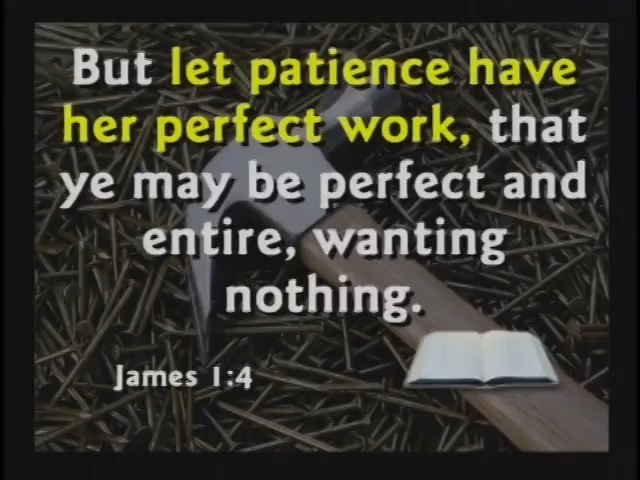 But let patience have
her perfect work, that
ye may be perfect and
entire, wanting
nothing.
James 1:4